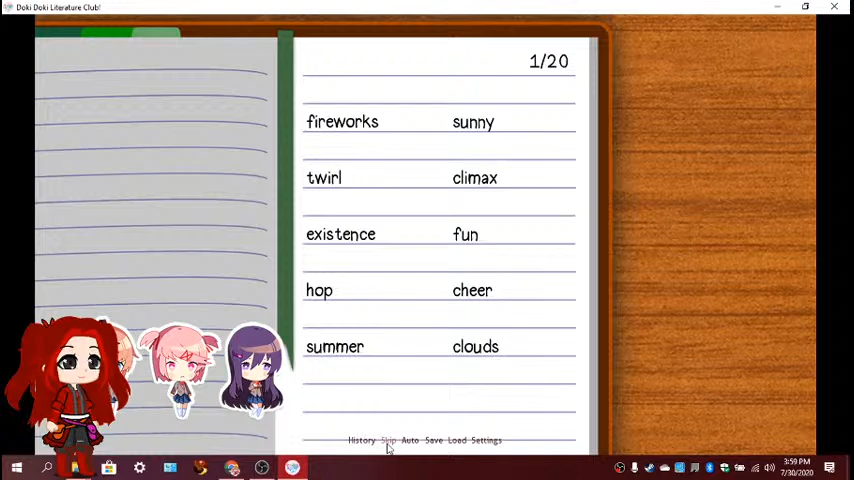 Doki Doki Literature Club!
1/20
fireworks sunny
twirl climax
existence fun
hop cheer
summer clouds
History Skip Auto Save Load Settings
3:59 PM
7/30/2020